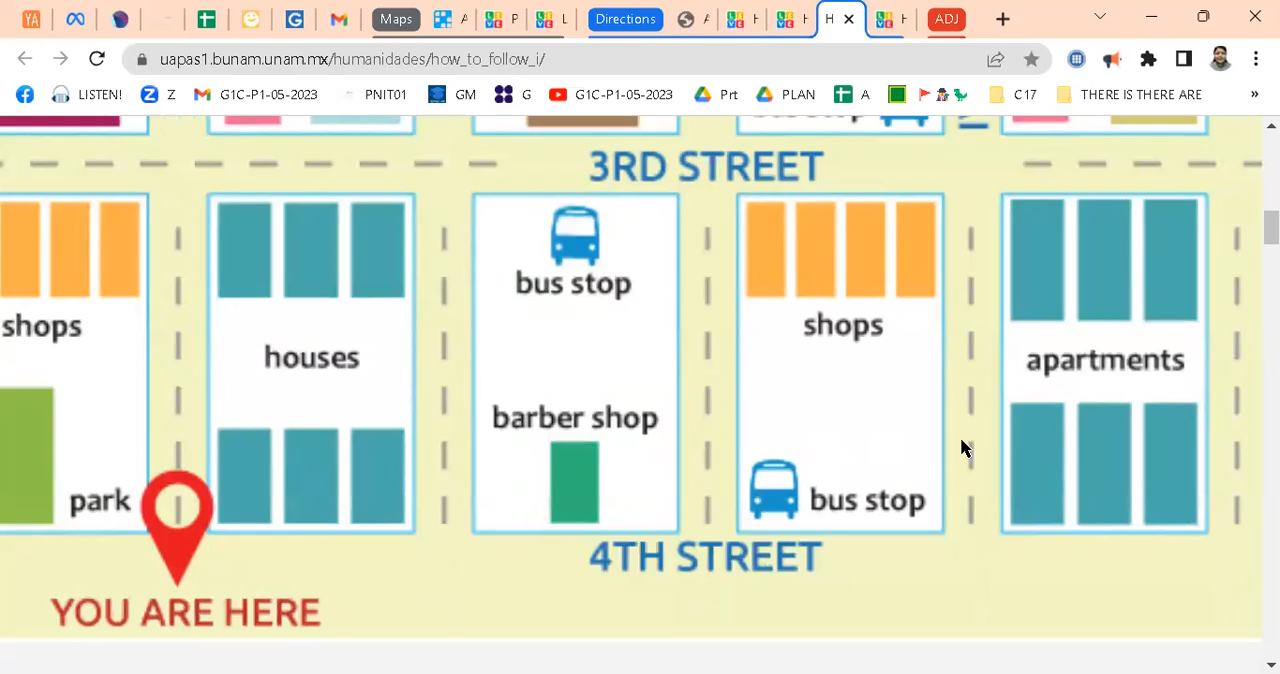 YA
Maps
A
P
L
Directions
A
H
H
H
H
ADJ
uapas1.bunam.unam.mx/humanidades/how_to_follow_i/
LISTEN!
Z
G1C-P1-05-2023
PNIT01
GM
G
G1C-P1-05-2023
Prt
PLAN
A
C17
THERE IS THERE ARE
»
3RD STREET
shops
houses
bus stop
shops
apartments
barber shop
park
bus stop
4TH STREET
YOU ARE HERE